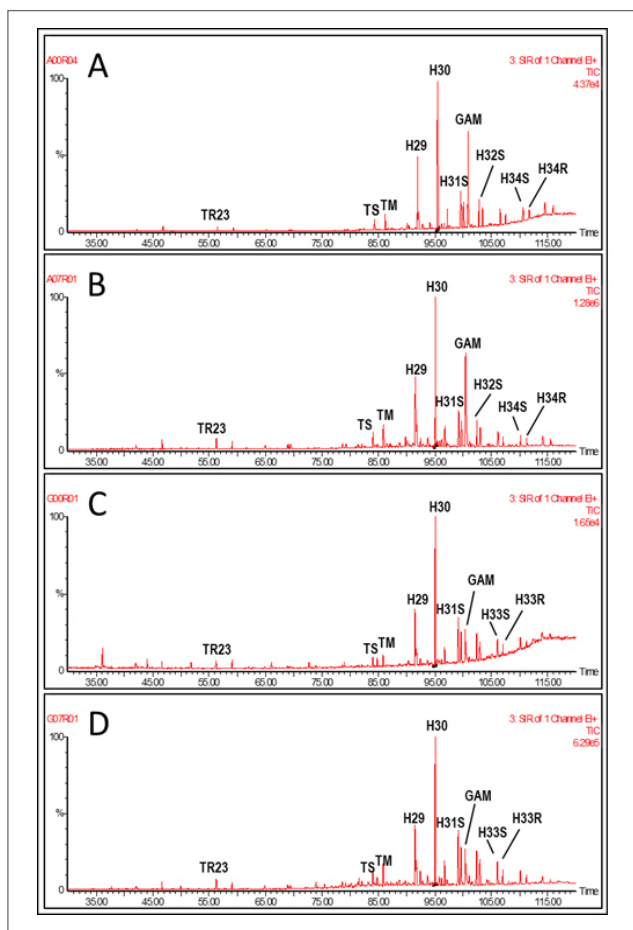 A00R04
A
3: SIR of 1 Channel EI+
TIC
4.37e4
100
%
0
H30
GAM
H29
H31S
H32S
H34S
H34R
TS
TM
TR23
35.00 45.00 55.00 65.00 75.00 85.00 95.00 105.00 115.00 Time
A07R01
B
3: SIR of 1 Channel EI+
TIC
1.28e5
100
%
0
H30
GAM
H29
H31S
H32S
H34S
H34R
TS
TM
TR23
35.00 45.00 55.00 65.00 75.00 85.00 95.00 105.00 115.00 Time
G00R01
C
3: SIR of 1 Channel EI+
TIC
1.65e4
100
%
0
H30
H29
H31S
GAM
H33S
H33R
TS
TM
TR23
35.00 45.00 55.00 65.00 75.00 85.00 95.00 105.00 115.00 Time
G07R01
D
3: SIR of 1 Channel EI+
TIC
6.29e5
100
%
0
H30
GAM
H29
H31S
H33S
H33R
TS
TM
TR23
35.00 45.00 55.00 65.00 75.00 85.00 95.00 105.00 115.00 Time